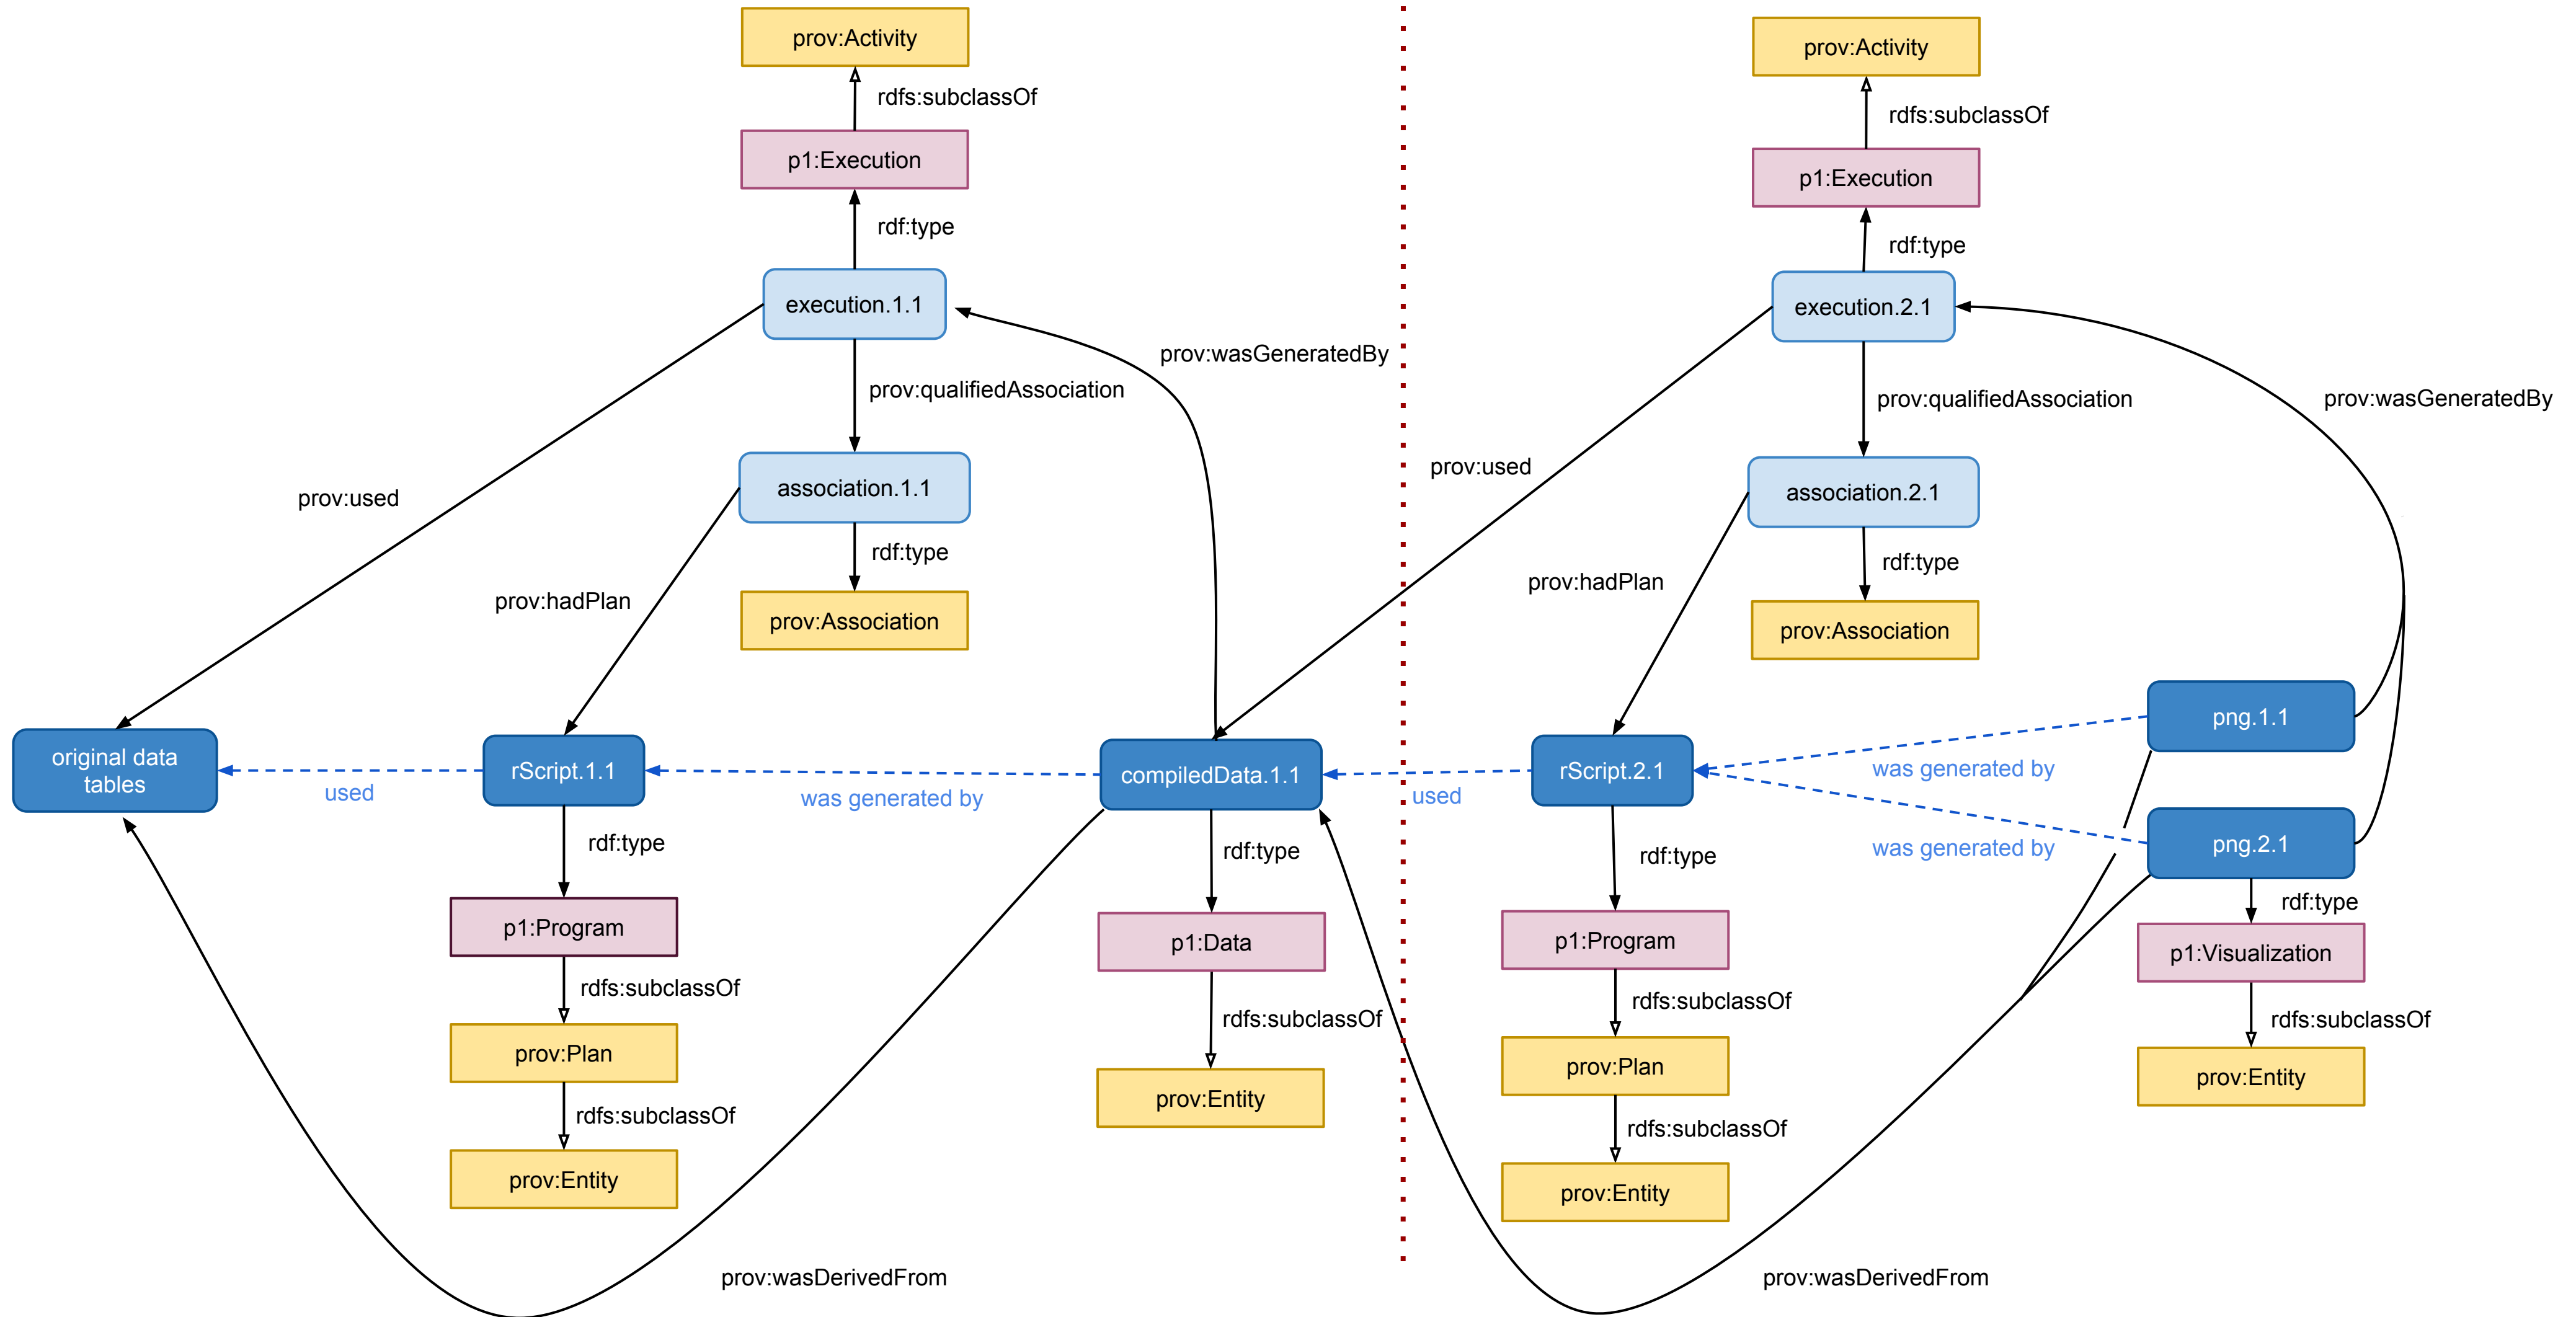 prov:Activity
rdfs:subclassOf
p1:Execution
rdf:type
execution.1.1
prov:wasGeneratedBy
prov:qualifiedAssociation
prov:used
association.1.1
rdf:type
prov:hadPlan
prov:Association
original data
tables
used
rScript.1.1
was generated by
compiledData.1.1
rdf:type
p1:Program
rdfs:subclassOf
prov:Plan
rdfs:subclassOf
prov:Entity
rdf:type
p1:Data
rdfs:subclassOf
prov:Entity
prov:wasDerivedFrom
prov:Activity
rdfs:subclassOf
p1:Execution
rdf:type
execution.2.1
prov:wasGeneratedBy
prov:qualifiedAssociation
prov:used
association.2.1
rdf:type
prov:hadPlan
prov:Association
used
rScript.2.1
png.1.1
was generated by
was generated by
png.2.1
rdf:type
p1:Program
rdfs:subclassOf
prov:Plan
rdfs:subclassOf
prov:Entity
rdf:type
p1:Visualization
rdfs:subclassOf
prov:Entity
prov:wasDerivedFrom